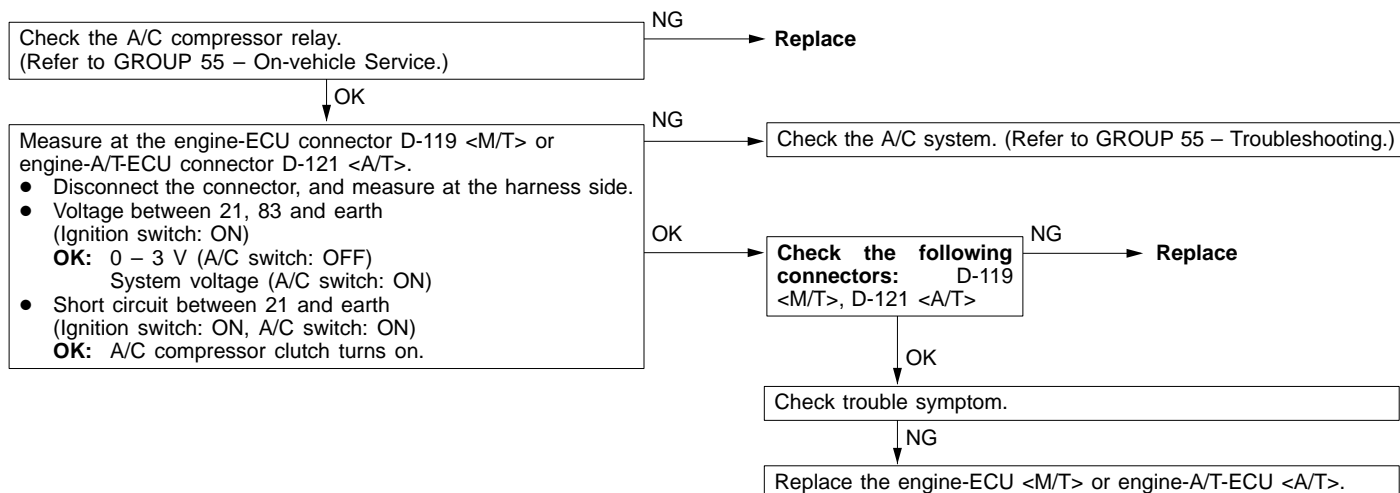 Check the A/C compressor relay.
(Refer to GROUP 55 – On-vehicle Service.)
NG
Replace
OK
Measure at the engine-ECU connector D-119 <M/T> or
engine-A/T-ECU connector D-121 <A/T>.
● Disconnect the connector, and measure at the harness side.
● Voltage between 21, 83 and earth
(Ignition switch: ON)
OK: 0 – 3 V (A/C switch: OFF)
System voltage (A/C switch: ON)
● Short circuit between 21 and earth
(Ignition switch: ON, A/C switch: ON)
OK: A/C compressor clutch turns on.
NG
Check the A/C system. (Refer to GROUP 55 – Troubleshooting.)
OK
Check the following
connectors: D-119
<M/T>, D-121 <A/T>
NG
Replace
OK
Check trouble symptom.
NG
Replace the engine-ECU <M/T> or engine-A/T-ECU <A/T>.